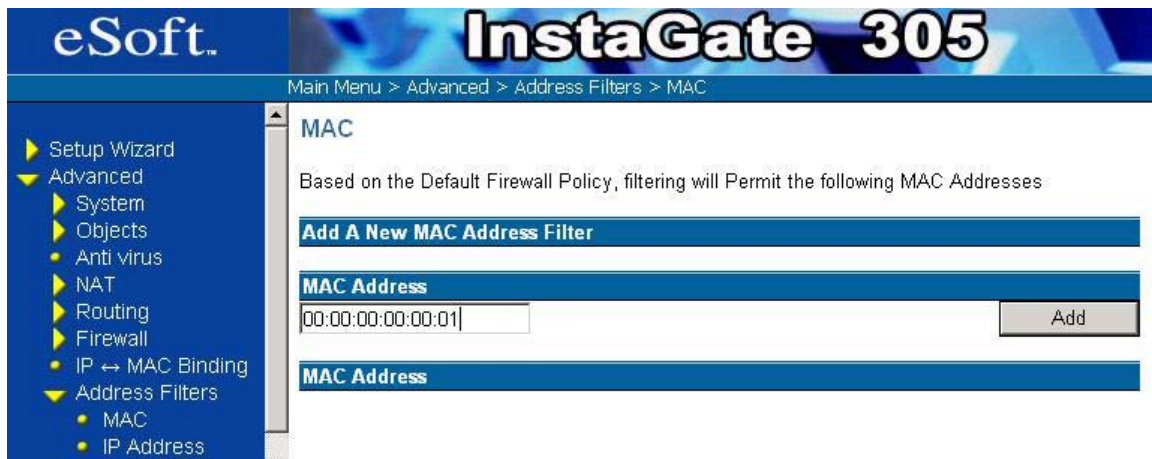 eSoft™
InstaGate 305
Main Menu > Advanced > Address Filters > MAC
Setup Wizard
Advanced
System
Objects
Anti virus
NAT
Routing
Firewall
IP ↔ MAC Binding
Address Filters
MAC
IP Address
MAC
Based on the Default Firewall Policy, filtering will Permit the following MAC Addresses
Add A New MAC Address Filter
MAC Address
00:00:00:00:00:01
Add
MAC Address